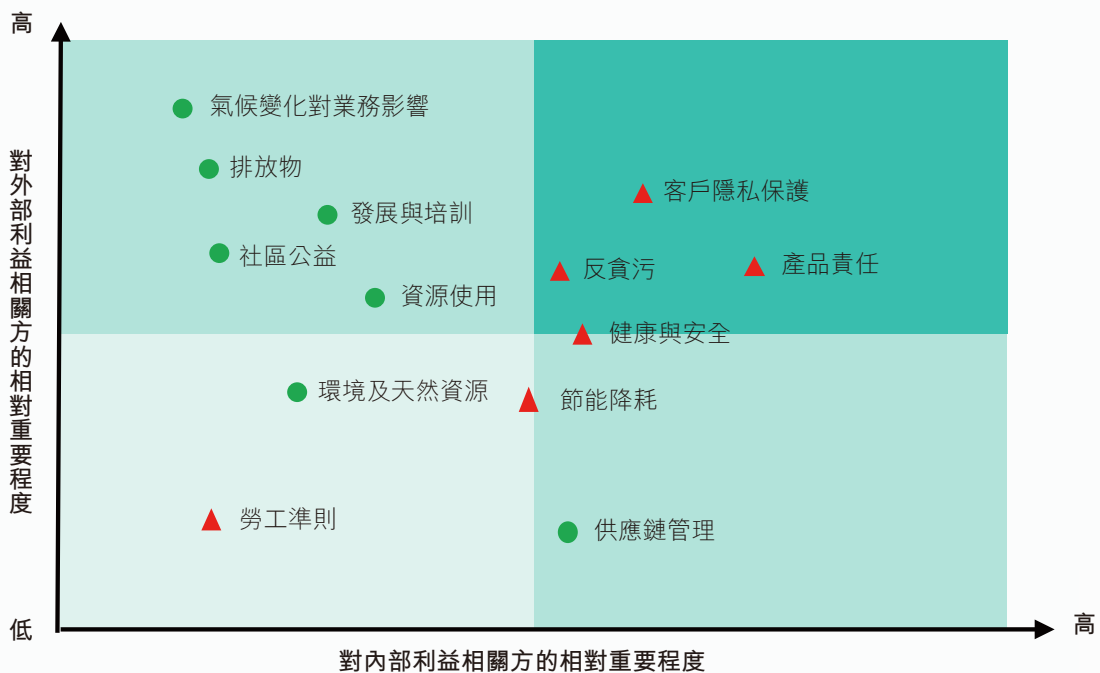 高
對外部利益相關方的相對重要程度
氣候變化對業務影響
排放物
客戶隱私保護
發展與培訓
社區公益
反貪污
產品責任
資源使用
健康與安全
環境及天然資源
節能降耗
勞工準則
供應鏈管理
低
高
對內部利益相關方的相對重要程度